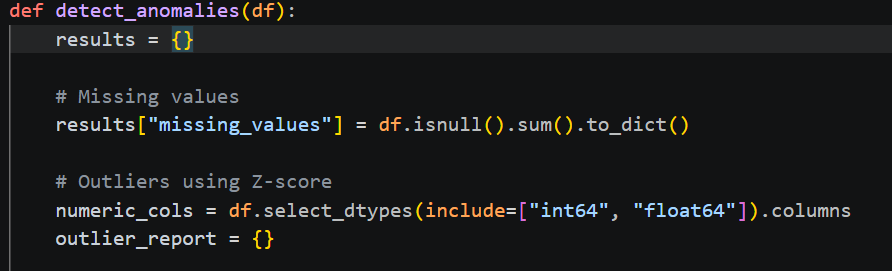 def detect_anomalies(df):
    results = {}
    # Missing values
    results["missing_values"] = df.isnull().sum().to_dict()
    # Outliers using Z-score
    numeric_cols = df.select_dtypes(include=["int64", "float64"]).columns
    outlier_report = {}